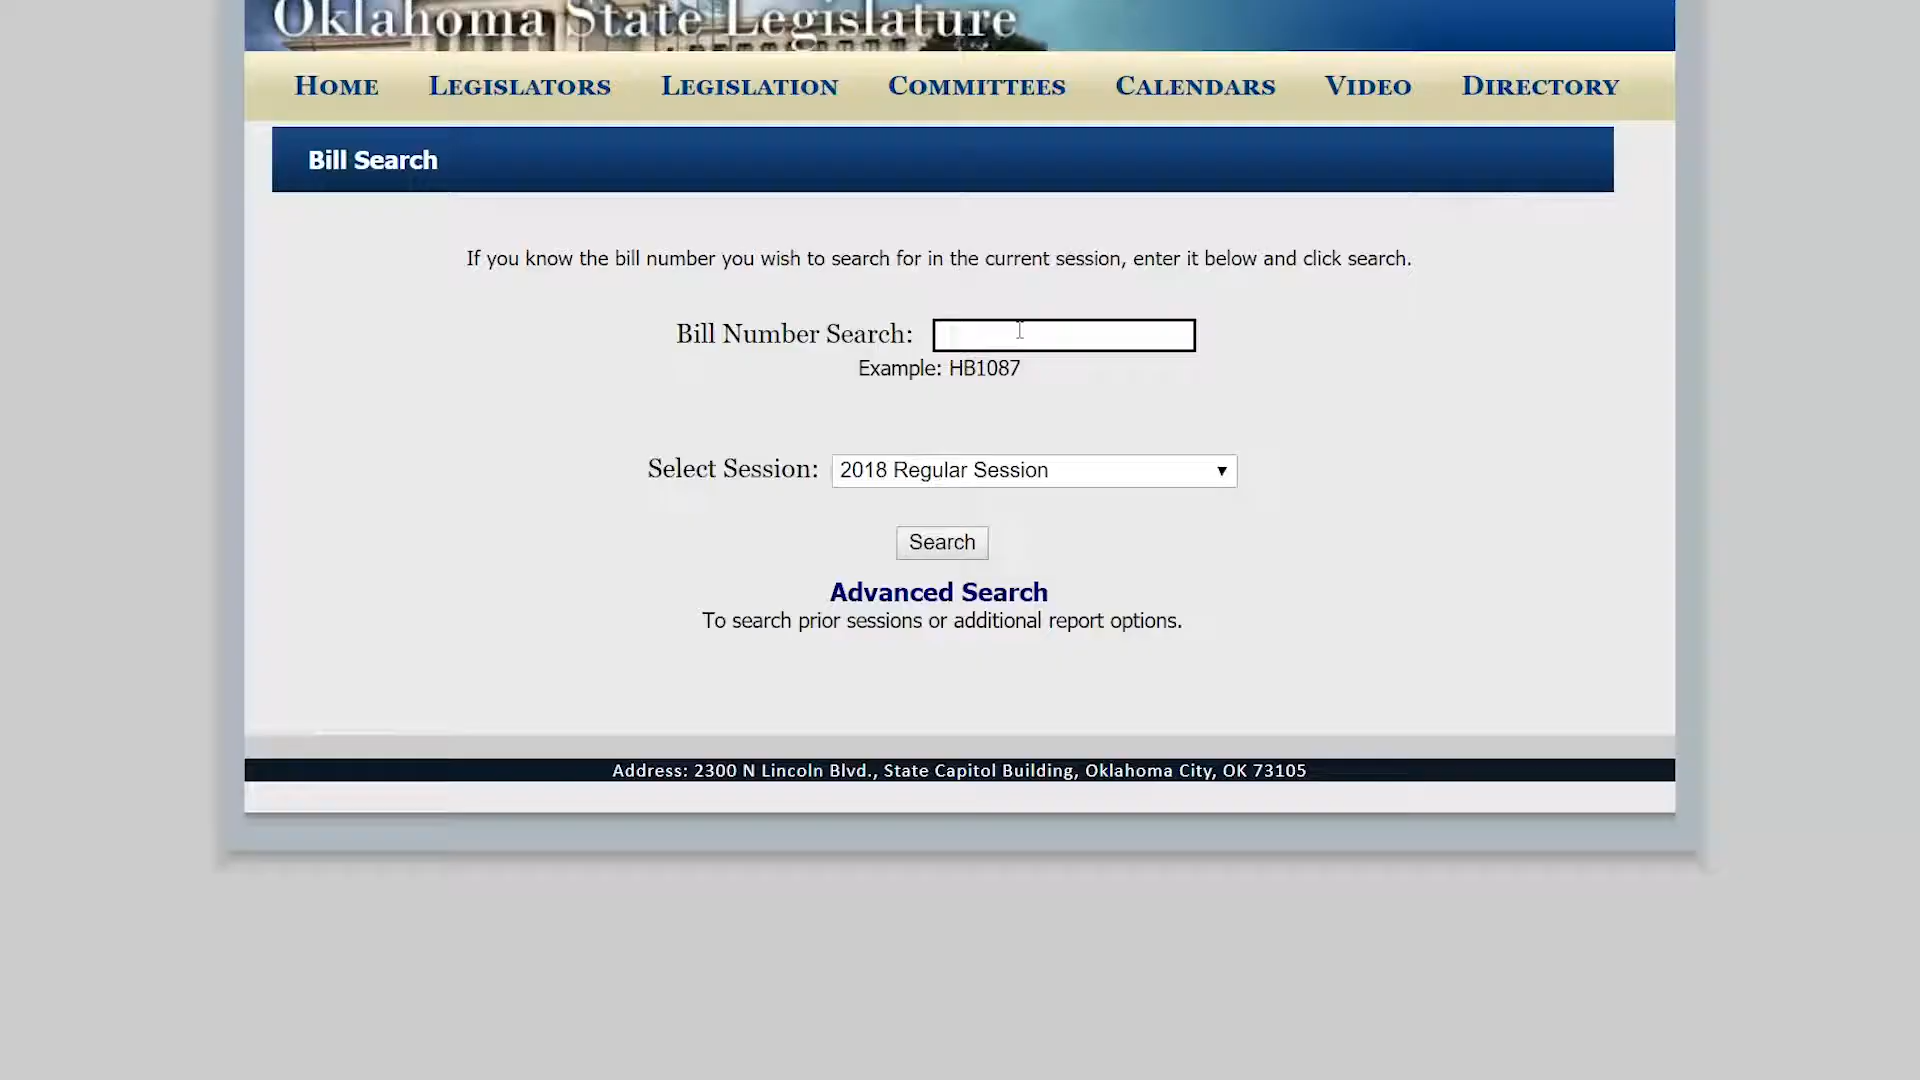 Oklahoma State Legislature
HOME LEGISLATORS LEGISLATION COMMITTEES CALENDARS VIDEO DIRECTORY
Bill Search
If you know the bill number you wish to search for in the current session, enter it below and click search.
Bill Number Search:
Example: HB1087
Select Session: 2018 Regular Session
Search
Advanced Search
To search prior sessions or additional report options.
Address: 2300 N Lincoln Blvd., State Capitol Building, Oklahoma City, OK 73105